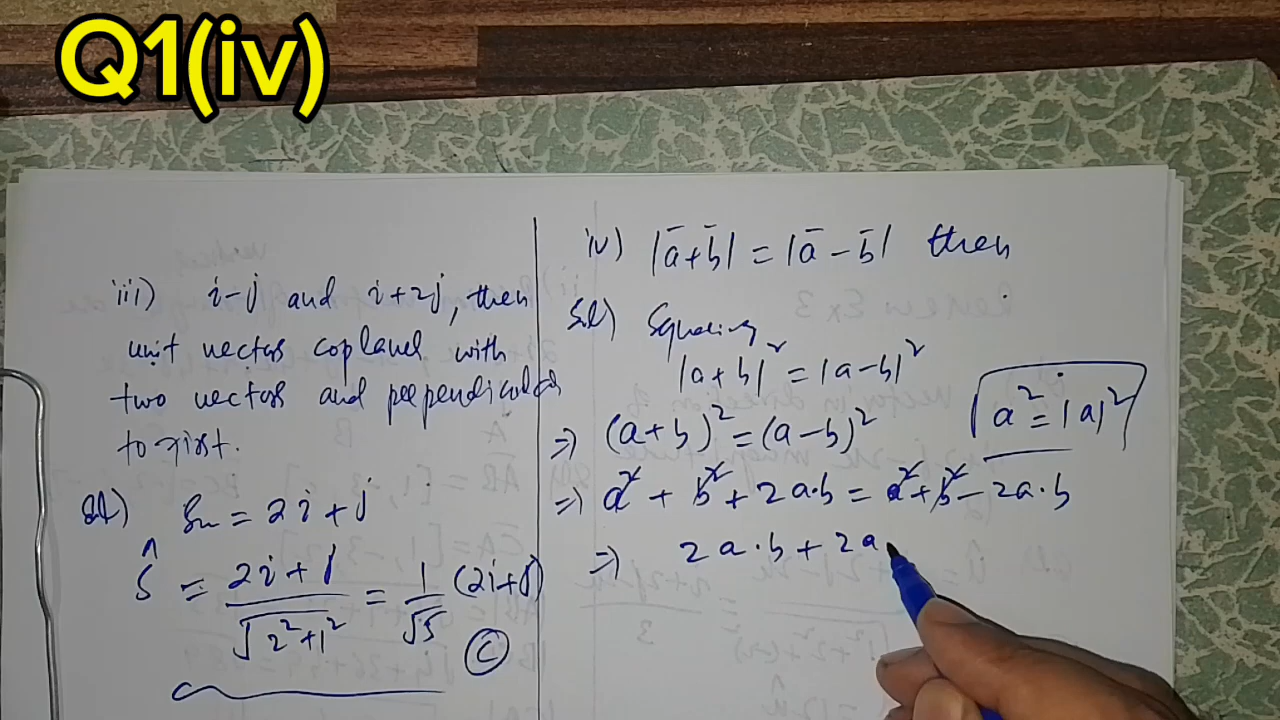 Q1(iv)
iii) i-j and i+2j, then
unit vectors coplaned with
two vectors and perpendicular
to first.
Sol) Sn = 2i + j
Ŝ = 2i + j / √2²+1² = 1/√5 (2i+j)
C
iv) |a̅+b̅| = |a̅-b̅| then
Sol) Squaring
|a+b|² = |a-b|²
⇒ (a+b)² = (a-b)²
a² = |a|²
⇒ a² + b² + 2a·b = a² + b² - 2a·b
⇒ 2a·b + 2a